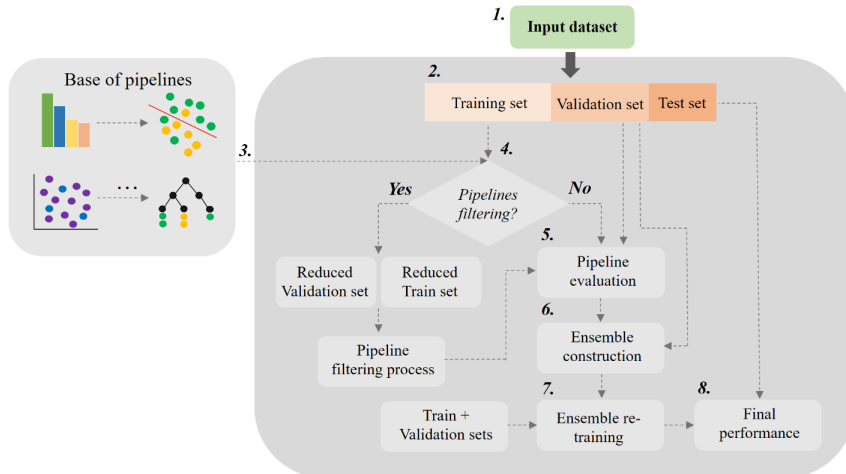 1.
Input dataset
Base of pipelines
2.
Training set
Validation set
Test set
3.
4.
...
Yes
Pipelines
filtering?
No
5.
Reduced
Validation set
Reduced
Train set
Pipeline
evaluation
6.
Pipeline
filtering process
Ensemble
construction
7.
8.
Train +
Validation sets
Ensemble re-
training
Final
performance